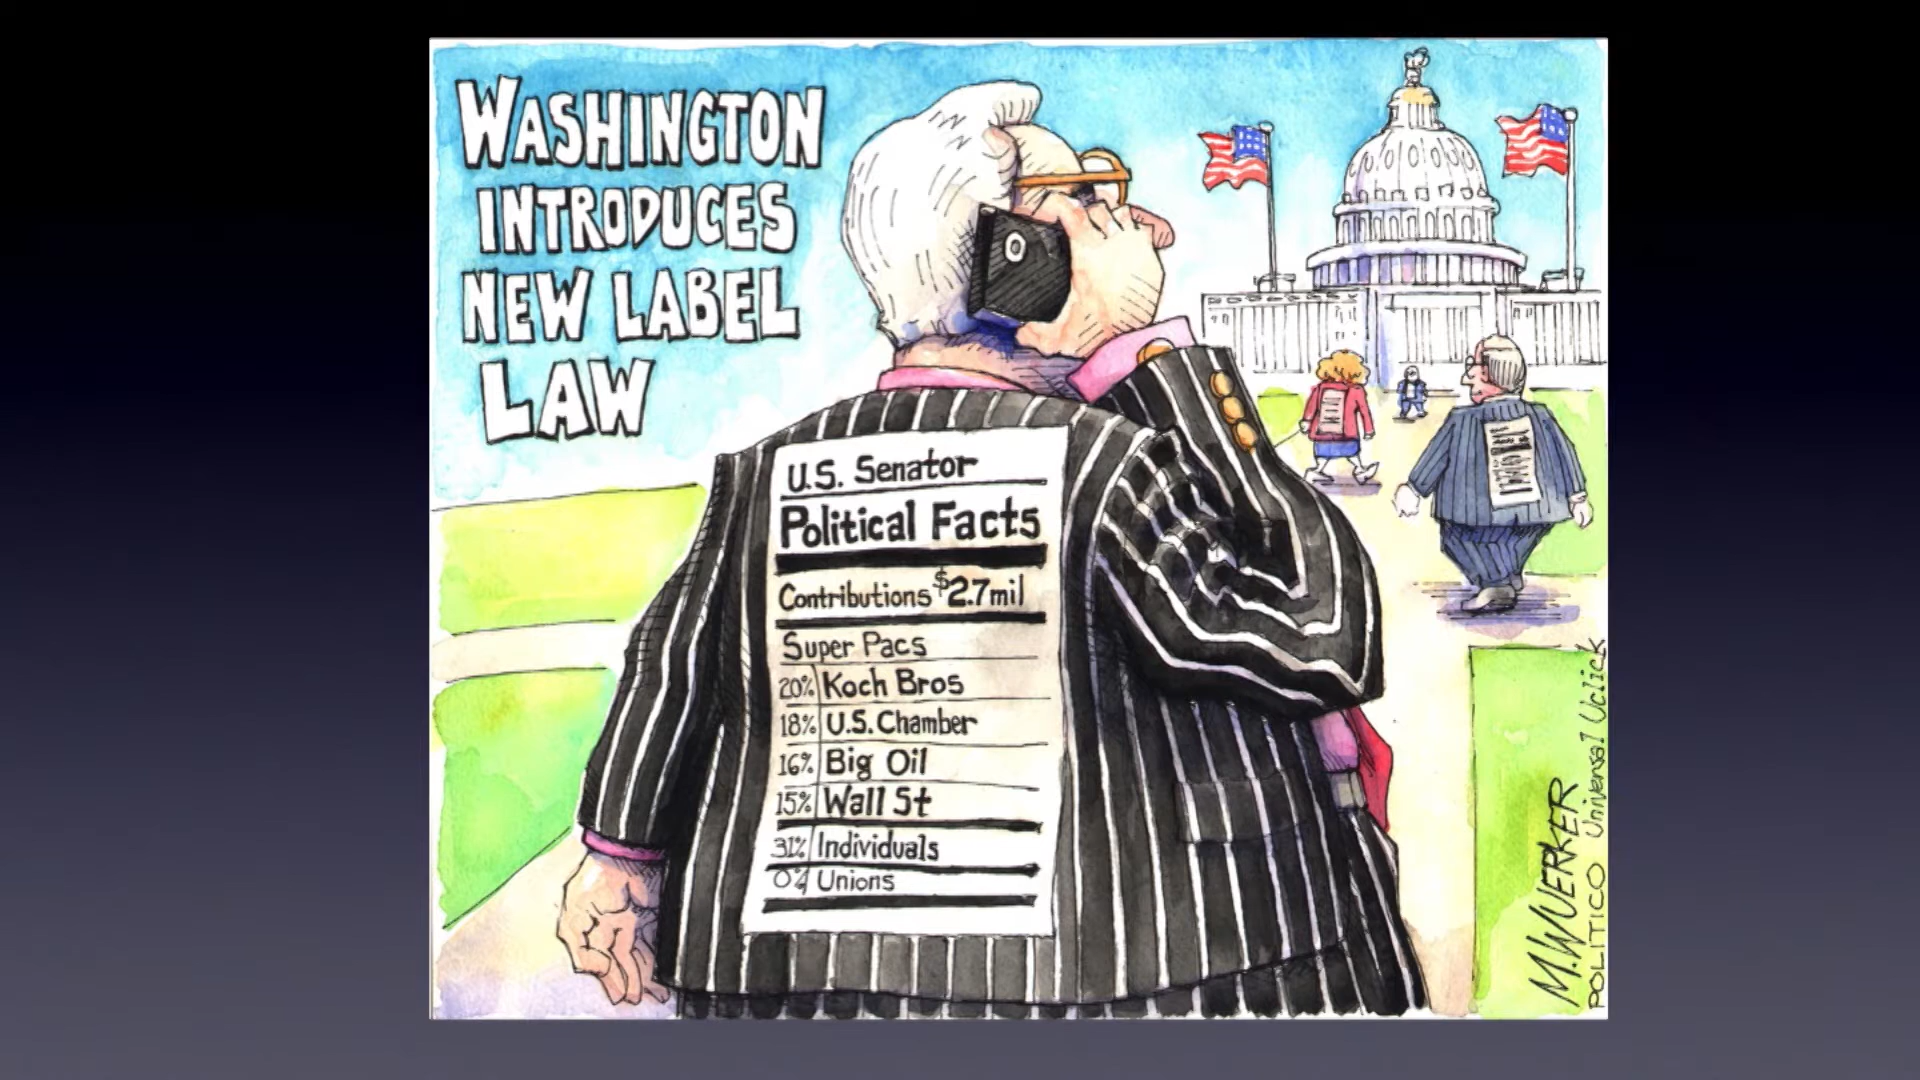 WASHINGTON
INTRODUCES
NEW LABEL
LAW
U.S. Senator
Political Facts
Contributions $2.7mil
Super Pacs
20% Koch Bros
18% U.S. Chamber
16% Big Oil
15% Wall St
31% Individuals
0% Unions
M.WUERKER
POLITICO Universal Uclick